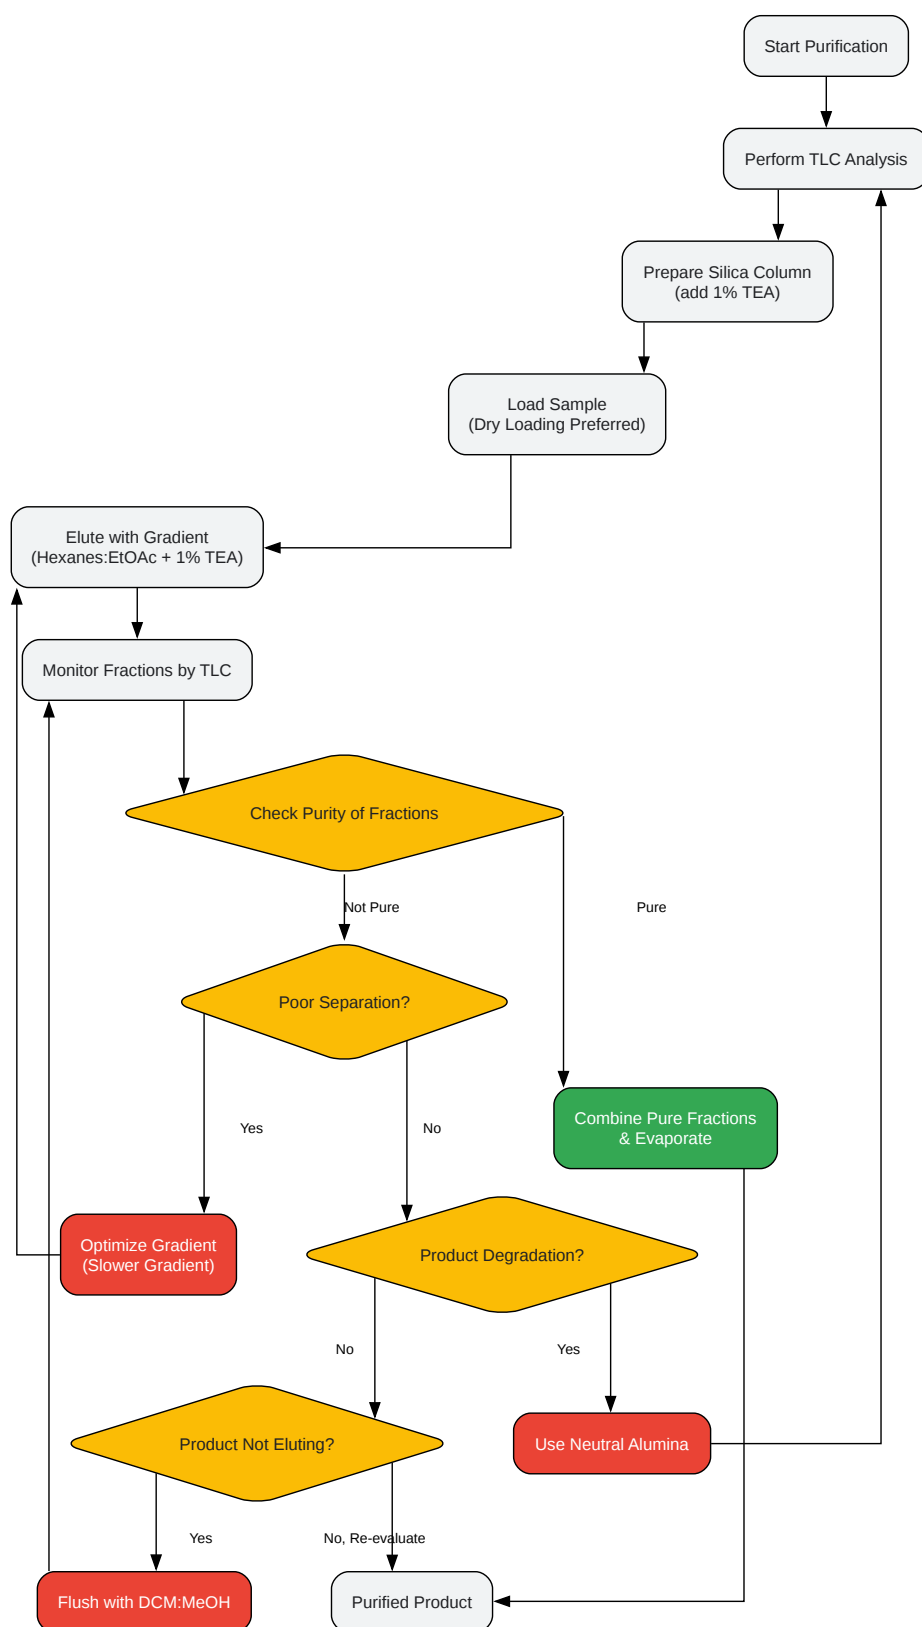 Start Purification
Perform TLC Analysis
Prepare Silica Column
(add 1% TEA)
Load Sample
(Dry Loading Preferred)
Elute with Gradient
(Hexanes:EtOAc + 1% TEA)
Monitor Fractions by TLC
Check Purity of Fractions
Not Pure
Pure
Poor Separation?
Yes
No
Combine Pure Fractions
& Evaporate
Optimize Gradient
(Slower Gradient)
Product Degradation?
No
Yes
Product Not Eluting?
Use Neutral Alumina
Yes
No, Re-evaluate
Flush with DCM:MeOH
Purified Product